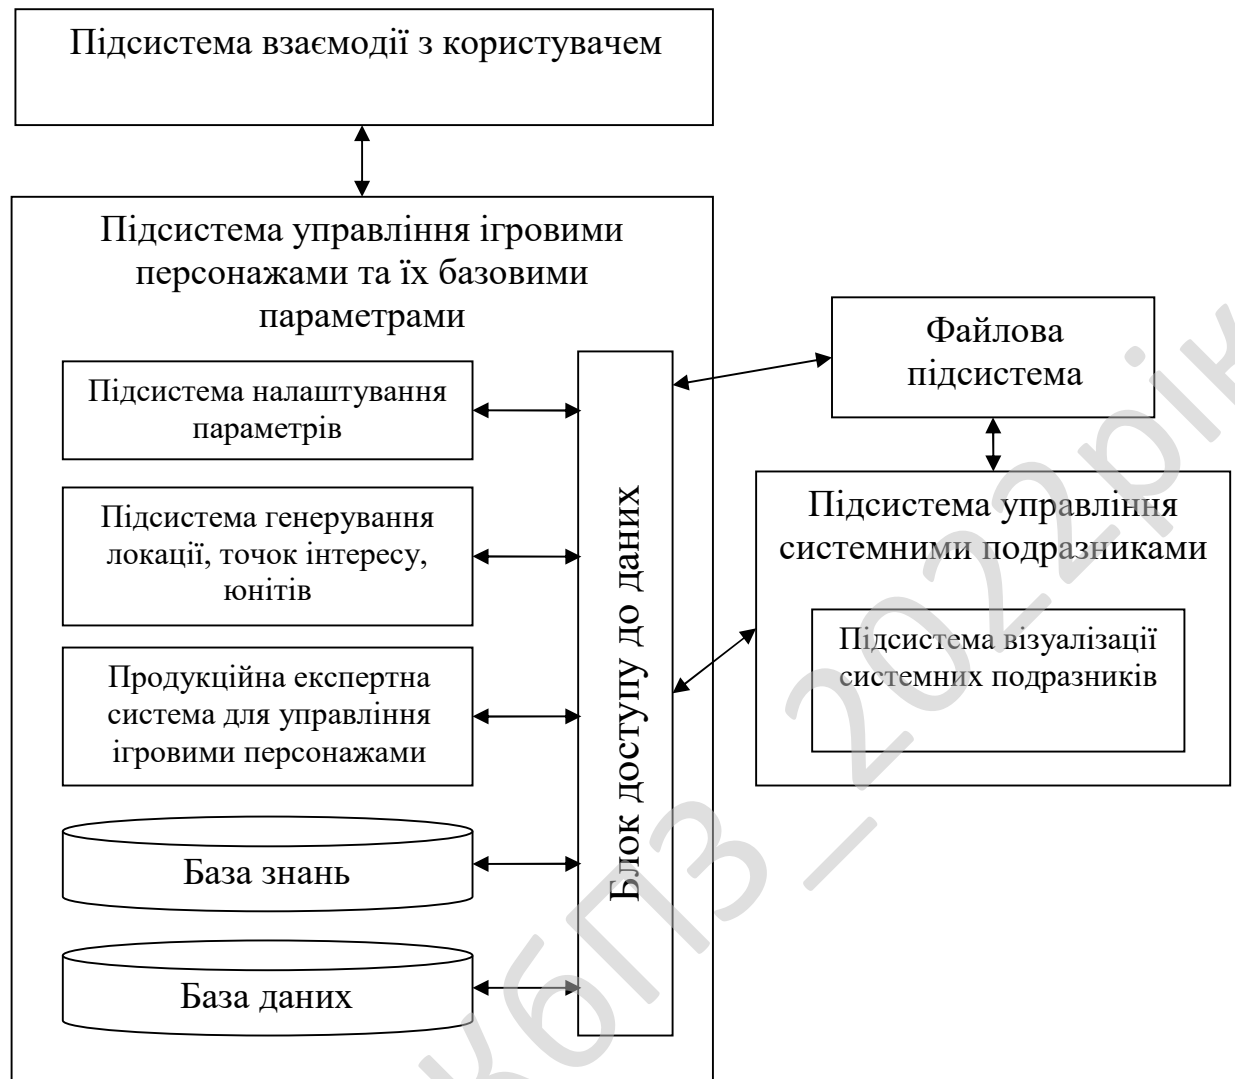 Підсистема взаємодії з користувачем
Підсистема управління ігровими
персонажами та їх базовими
параметрами
Підсистема налаштування
параметрів
Підсистема генерування
локації, точок інтересу,
юнітів
Продукційна експертна
система для управління
ігровими персонажами
База знань
База даних
Блок доступу до даних
Файлова
підсистема
Підсистема управління
системними подразниками
Підсистема візуалізації
системних подразників
КбПЗ_2022рік